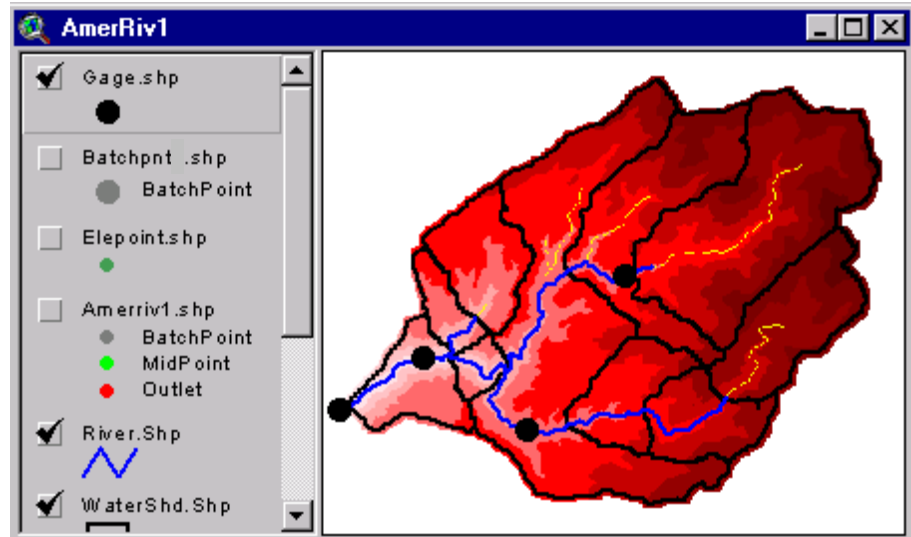 AmerRiv1
Gage.shp
Batchpnt .shp
BatchPoint
Elepoint.shp
Amerriv1.shp
BatchPoint
MidPoint
Outlet
River.Shp
WaterShd.Shp